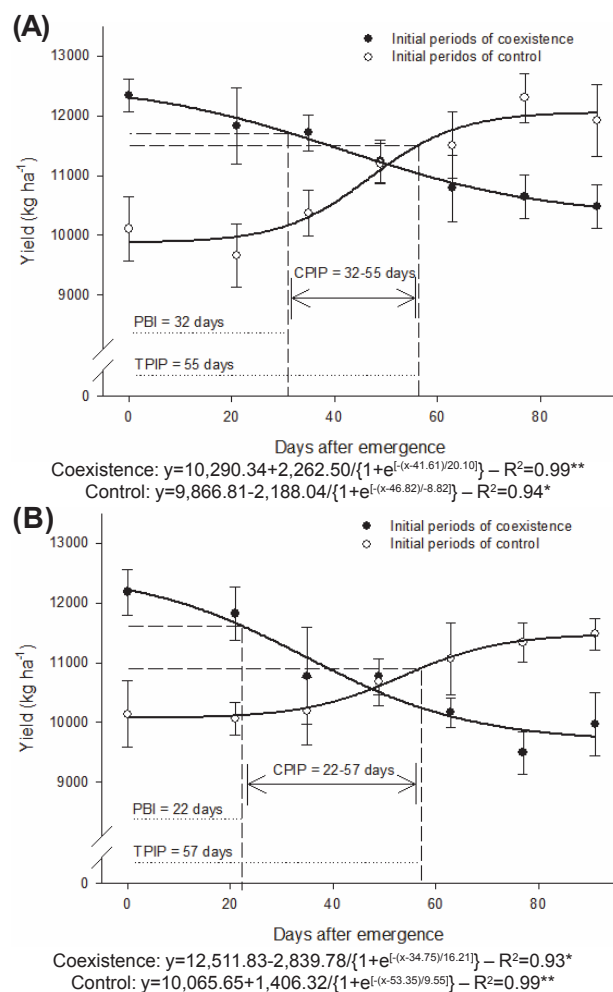 (A)
Initial periods of coexistence
Initial peridos of control
13000
12000
11000
10000
9000
0
Yield (kg ha-1)
CPIP = 32-55 days
PBI = 32 days
TPIP = 55 days
0 20 40 60 80
Days after emergence
Coexistence: y=10,290.34+2,262.50/{1+e[-(x-41.61)/20.10]} – R2=0.99**
Control: y=9,866.81-2,188.04/{1+e[-(x-46.82)/-8.82]} – R2=0.94*
(B)
Initial periods of coexistence
Initial periods of control
13000
12000
11000
10000
9000
0
Yield (kg ha-1)
CPIP = 22-57 days
PBI = 22 days
TPIP = 57 days
0 20 40 60 80
Days after emergence
Coexistence: y=12,511.83-2,839.78/{1+e[-(x-34.75)/16.21]} – R2=0.93*
Control: y=10,065.65+1,406.32/{1+e[-(x-53.35)/9.55]} – R2=0.99**